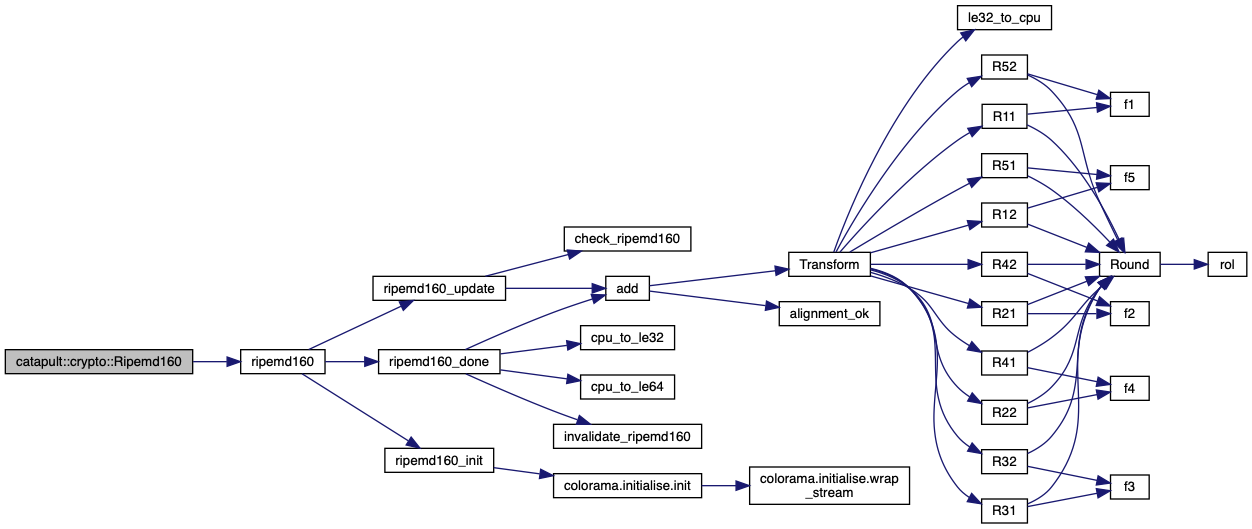 catapult::crypto::Ripemd160
ripemd160
ripemd160_update
ripemd160_done
ripemd160_init
check_ripemd160
add
cpu_to_le32
cpu_to_le64
invalidate_ripemd160
colorama.initialise.init
Transform
alignment_ok
colorama.initialise.wrap
_stream
le32_to_cpu
R52
R11
R51
R12
R42
R21
R41
R22
R32
R31
f1
f5
Round
f2
f4
f3
rol